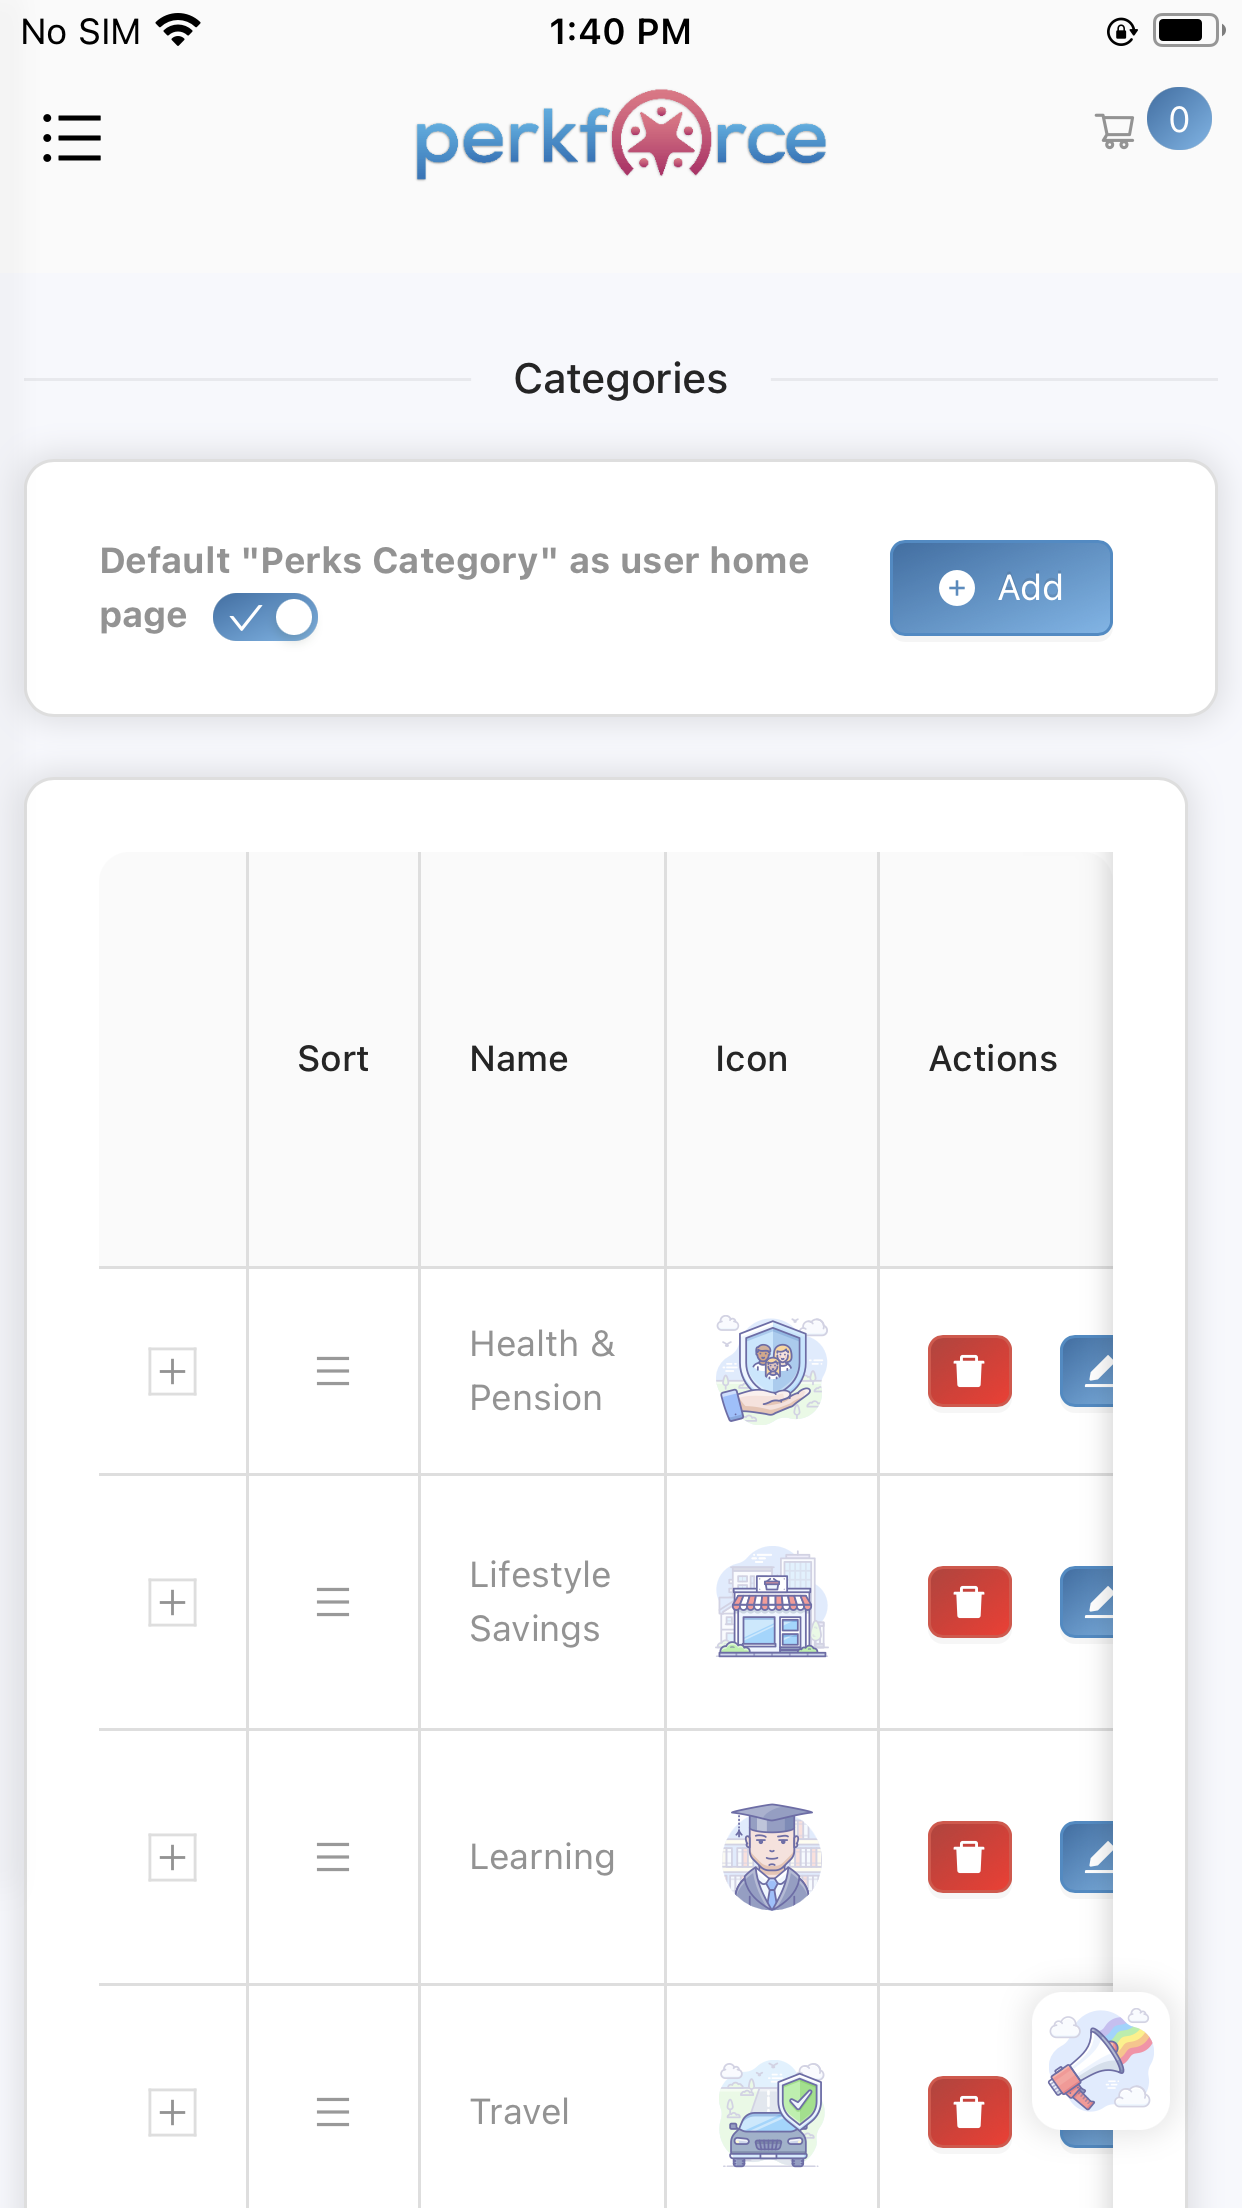 No SIM
1:40 PM
perkforce
0
Categories
Default "Perks Category" as user home
page
Add
Sort
Name
Icon
Actions
Health &
Pension
Lifestyle
Savings
Learning
Travel